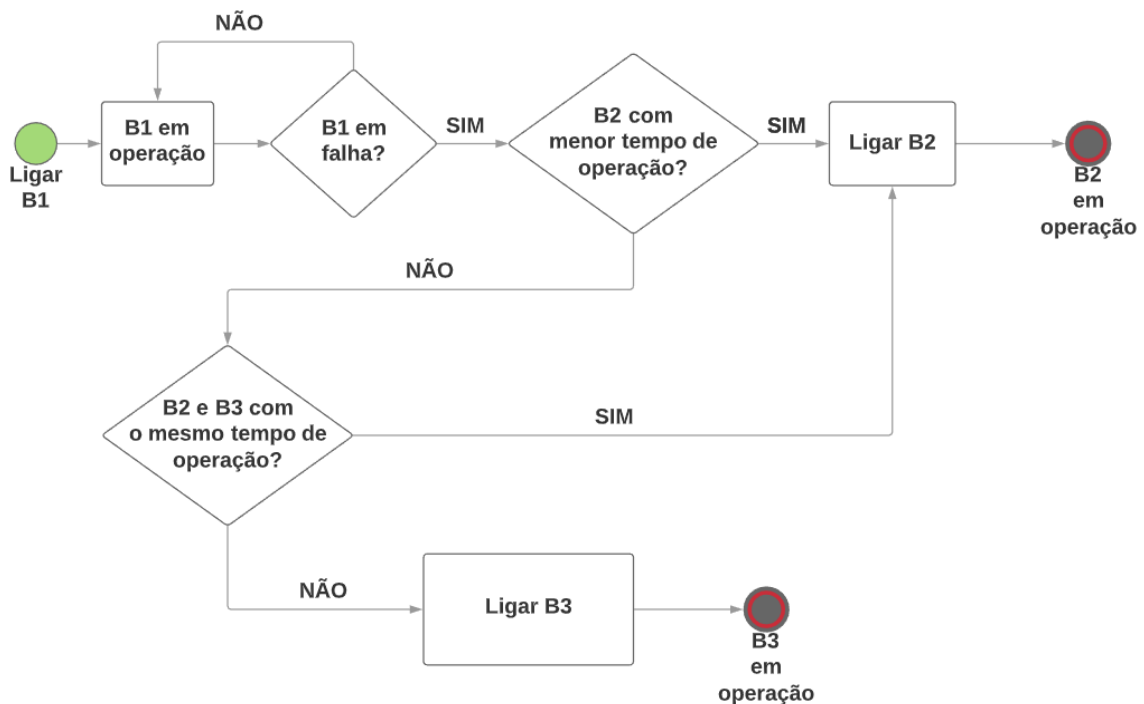 NÃO
B1 em
operação
B1 em
falha?
SIM
B2 com
menor tempo de
operação?
SIM
Ligar B2
Ligar
B1
B2
em
operação
NÃO
B2 e B3 com
o mesmo tempo de
operação?
SIM
NÃO
Ligar B3
B3
em
operação